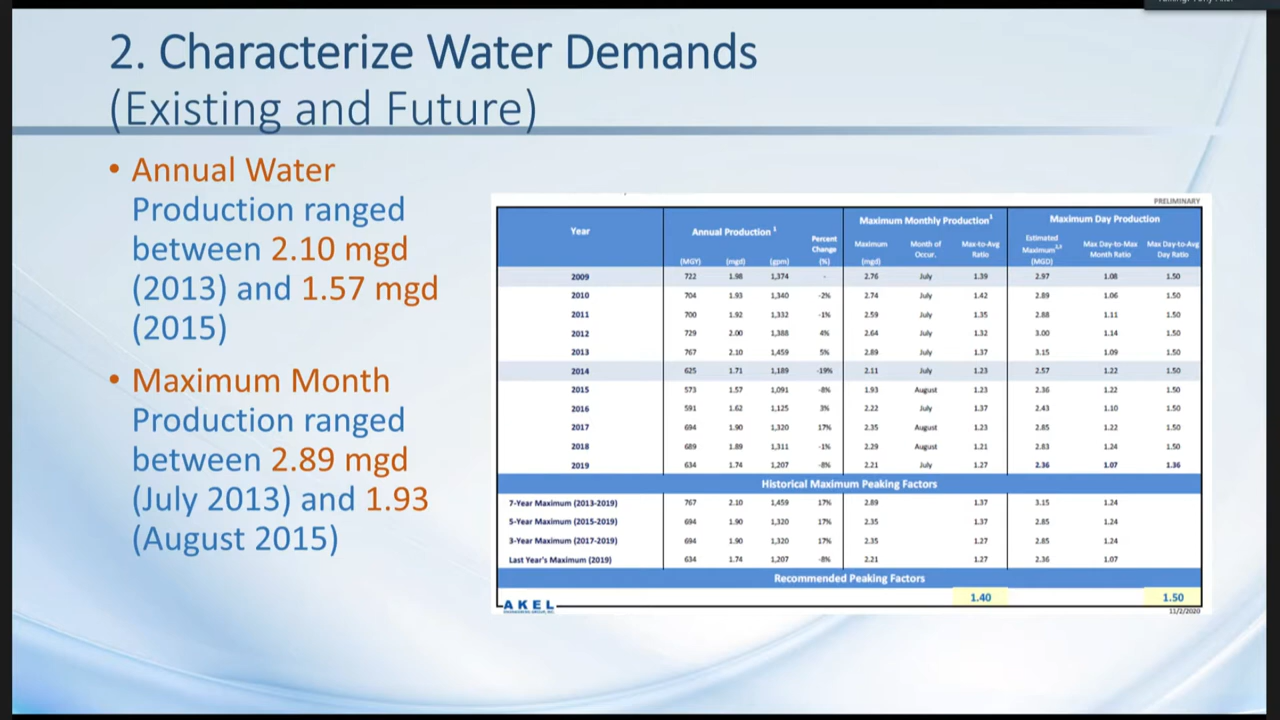 2. Characterize Water Demands
(Existing and Future)
• Annual Water
Production ranged
between 2.10 mgd
(2013) and 1.57 mgd
(2015)
• Maximum Month
Production ranged
between 2.89 mgd
(July 2013) and 1.93
(August 2015)
PRELIMINARY
Year Annual Production 1 Percent Change (%) Maximum Monthly Production1 Maximum Day Production
(MGY) (mgd) (gpm) Maximum (mgd) Month of Occur. Max-to-Avg Ratio Estimated Maximum (MGD) Max Day-to-Max Month Ratio Max Day-to-Avg Day Ratio
2009 722 1.98 1,374 - 2.76 July 1.39 2.97 1.08 1.50
2010 704 1.93 1,340 -2% 2.74 July 1.42 2.89 1.06 1.50
2011 700 1.92 1,332 -1% 2.59 July 1.35 2.88 1.11 1.50
2012 729 2.00 1,388 4% 2.64 July 1.32 3.00 1.14 1.50
2013 767 2.10 1,459 5% 2.89 July 1.37 3.15 1.09 1.50
2014 625 1.71 1,189 -19% 2.11 July 1.23 2.57 1.22 1.50
2015 573 1.57 1,091 -8% 1.93 August 1.23 2.36 1.22 1.50
2016 591 1.62 1,125 3% 2.22 July 1.37 2.43 1.10 1.50
2017 694 1.90 1,320 17% 2.35 August 1.23 2.85 1.22 1.50
2018 689 1.89 1,311 -1% 2.29 August 1.21 2.83 1.24 1.50
2019 634 1.74 1,207 -8% 2.21 July 1.27 2.36 1.07 1.36
Historical Maximum Peaking Factors
7-Year Maximum (2013-2019) 767 2.10 1,459 17% 2.89 1.37 3.15 1.24
5-Year Maximum (2015-2019) 694 1.90 1,320 17% 2.35 1.37 2.85 1.24
3-Year Maximum (2017-2019) 694 1.90 1,320 17% 2.35 1.27 2.85 1.24
Last Year's Maximum (2019) 634 1.74 1,207 -8% 2.21 1.27 2.36 1.07
Recommended Peaking Factors
1.40 1.50
AKEL
11/2/2020